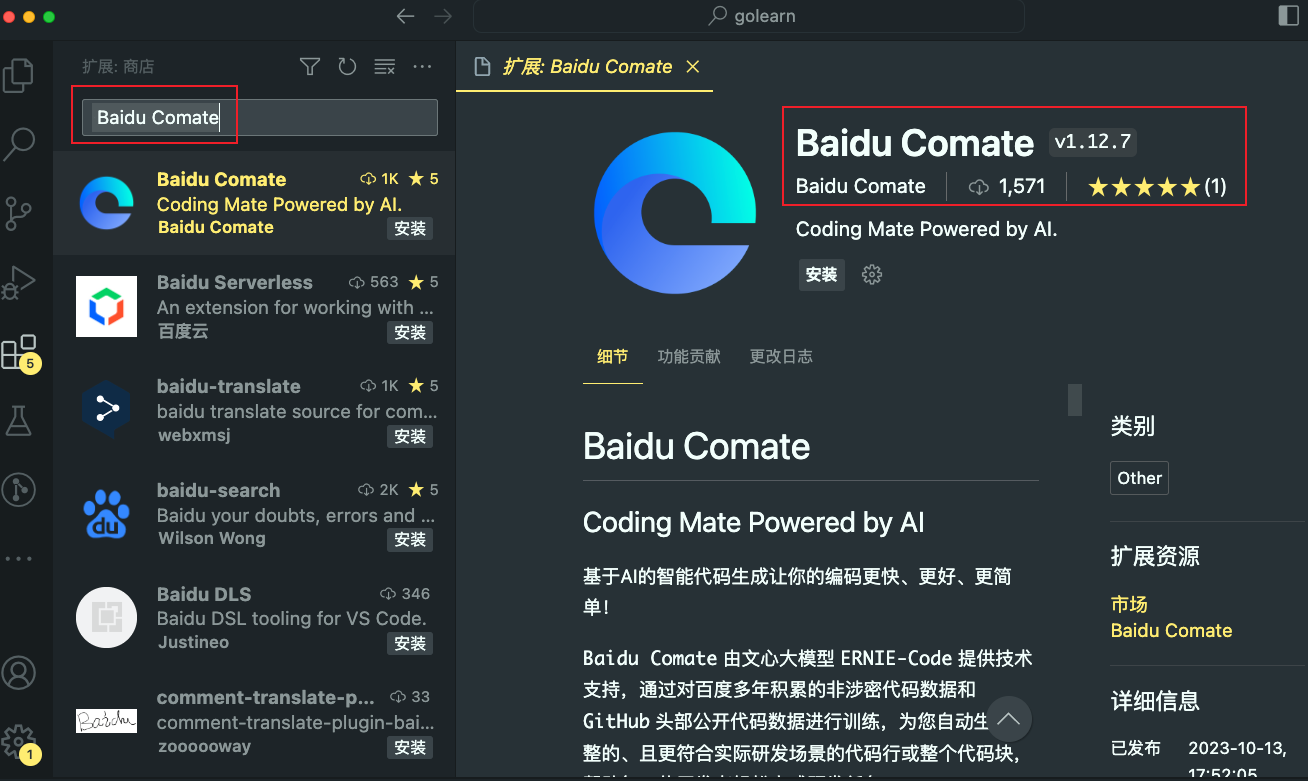 golearn
扩展: 商店
Baidu Comate
Baidu Comate 1K ★ 5
Coding Mate Powered by AI.
Baidu Comate 安装
Baidu Serverless 563 ★ 5
An extension for working with ...
百度云 安装
baidu-translate 1K ★ 5
baidu translate source for com...
webxmsj 安装
baidu-search 2K ★ 5
Baidu your doubts, errors and ...
Wilson Wong 安装
du
Baidu DLS 346
Baidu DSL tooling for VS Code.
Justineo 安装
comment-translate-p... 33
comment-translate-plugin-bai...
zoooooway 安装
Baidu
5
1
扩展: Baidu Comate
Baidu Comate v1.12.7
Baidu Comate 1,571 ★★★★★(1)
Coding Mate Powered by AI.
安装
细节 功能贡献 更改日志
Baidu Comate
Coding Mate Powered by AI
基于AI的智能代码生成让你的编码更快、更好、更简
单！
Baidu Comate 由文心大模型 ERNIE-Code 提供技术
支持，通过对百度多年积累的非涉密代码数据和
GitHub 头部公开代码数据进行训练，为您自动生
整的、且更符合实际研发场景的代码行或整个代码块，
类别
Other
扩展资源
市场
Baidu Comate
详细信息
已发布 2023-10-13,
17:52:05